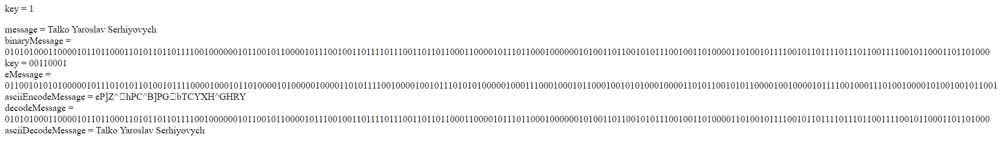 key = 1
message = Talko Yaroslav Serhiyovych
binaryMessage =
0101010001100001011011000110101101101111001000000101100101100001011100100110111101110011011011000110000101110110001000000101001101100101011100100110100001101001011110010110111101110110011110010110001101101000
key = 00110001
eMessage =
0110010101010000010111010101101001011110000100010110100001010000010000110101111001000010010111010101000001000111000100010110001001010100010000110101100101011000010010000101111001000111010010000101001001011001
asciiEncodeMessage = eP]Z^□hPC^B]PG□bTCYXH^GHRY
decodeMessage =
0101010001100001011011000110101101101111001000000101100101100001011100100110111101110011011011000110000101110110001000000101001101100101011100100110100001101001011110010110111101110110011110010110001101101000
asciiDecodeMessage = Talko Yaroslav Serhiyovych